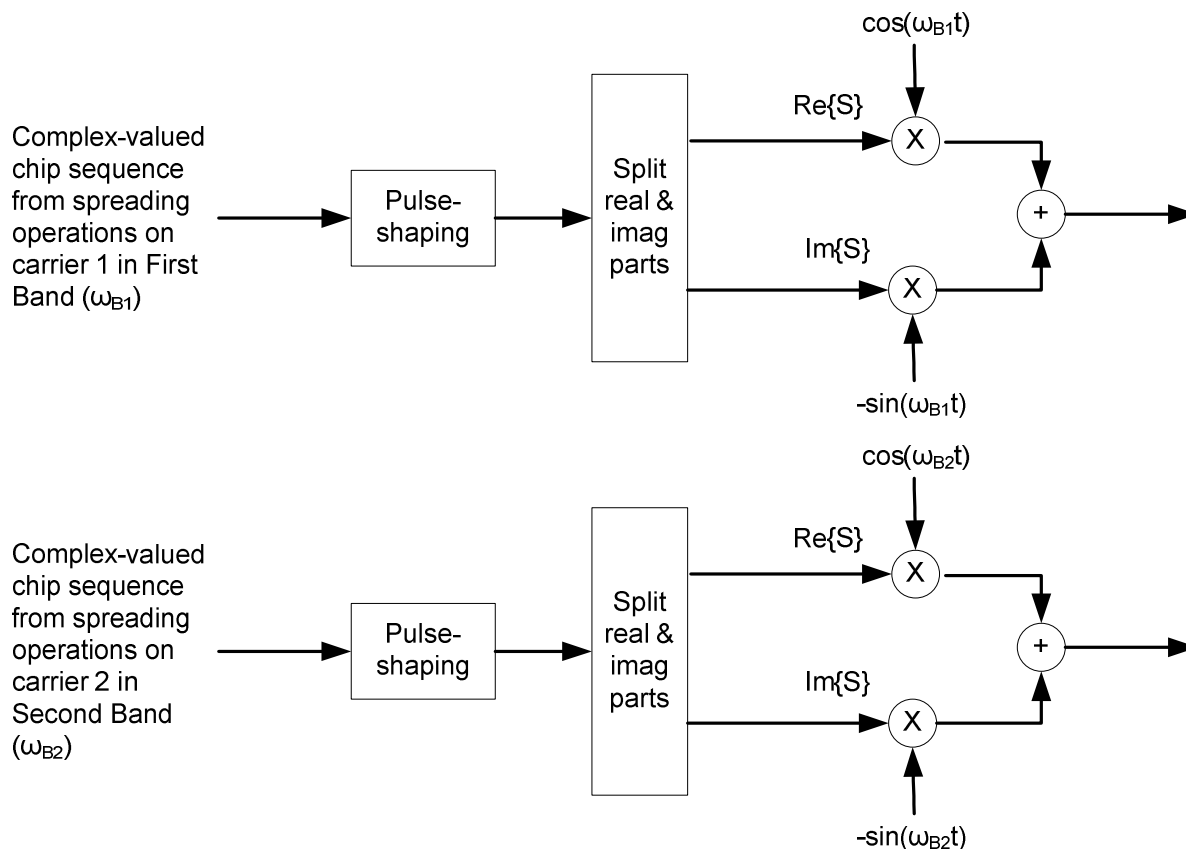 cos(ωB1t)
Complex-valued
chip sequence
from spreading
operations on
carrier 1 in First
Band (ωB1)
Pulse-
shaping
Split
real &
imag
parts
Re{S}
X
+
Im{S}
X
-sin(ωB1t)
cos(ωB2t)
Complex-valued
chip sequence
from spreading
operations on
carrier 2 in
Second Band
(ωB2)
Pulse-
shaping
Split
real &
imag
parts
Re{S}
X
+
Im{S}
X
-sin(ωB2t)